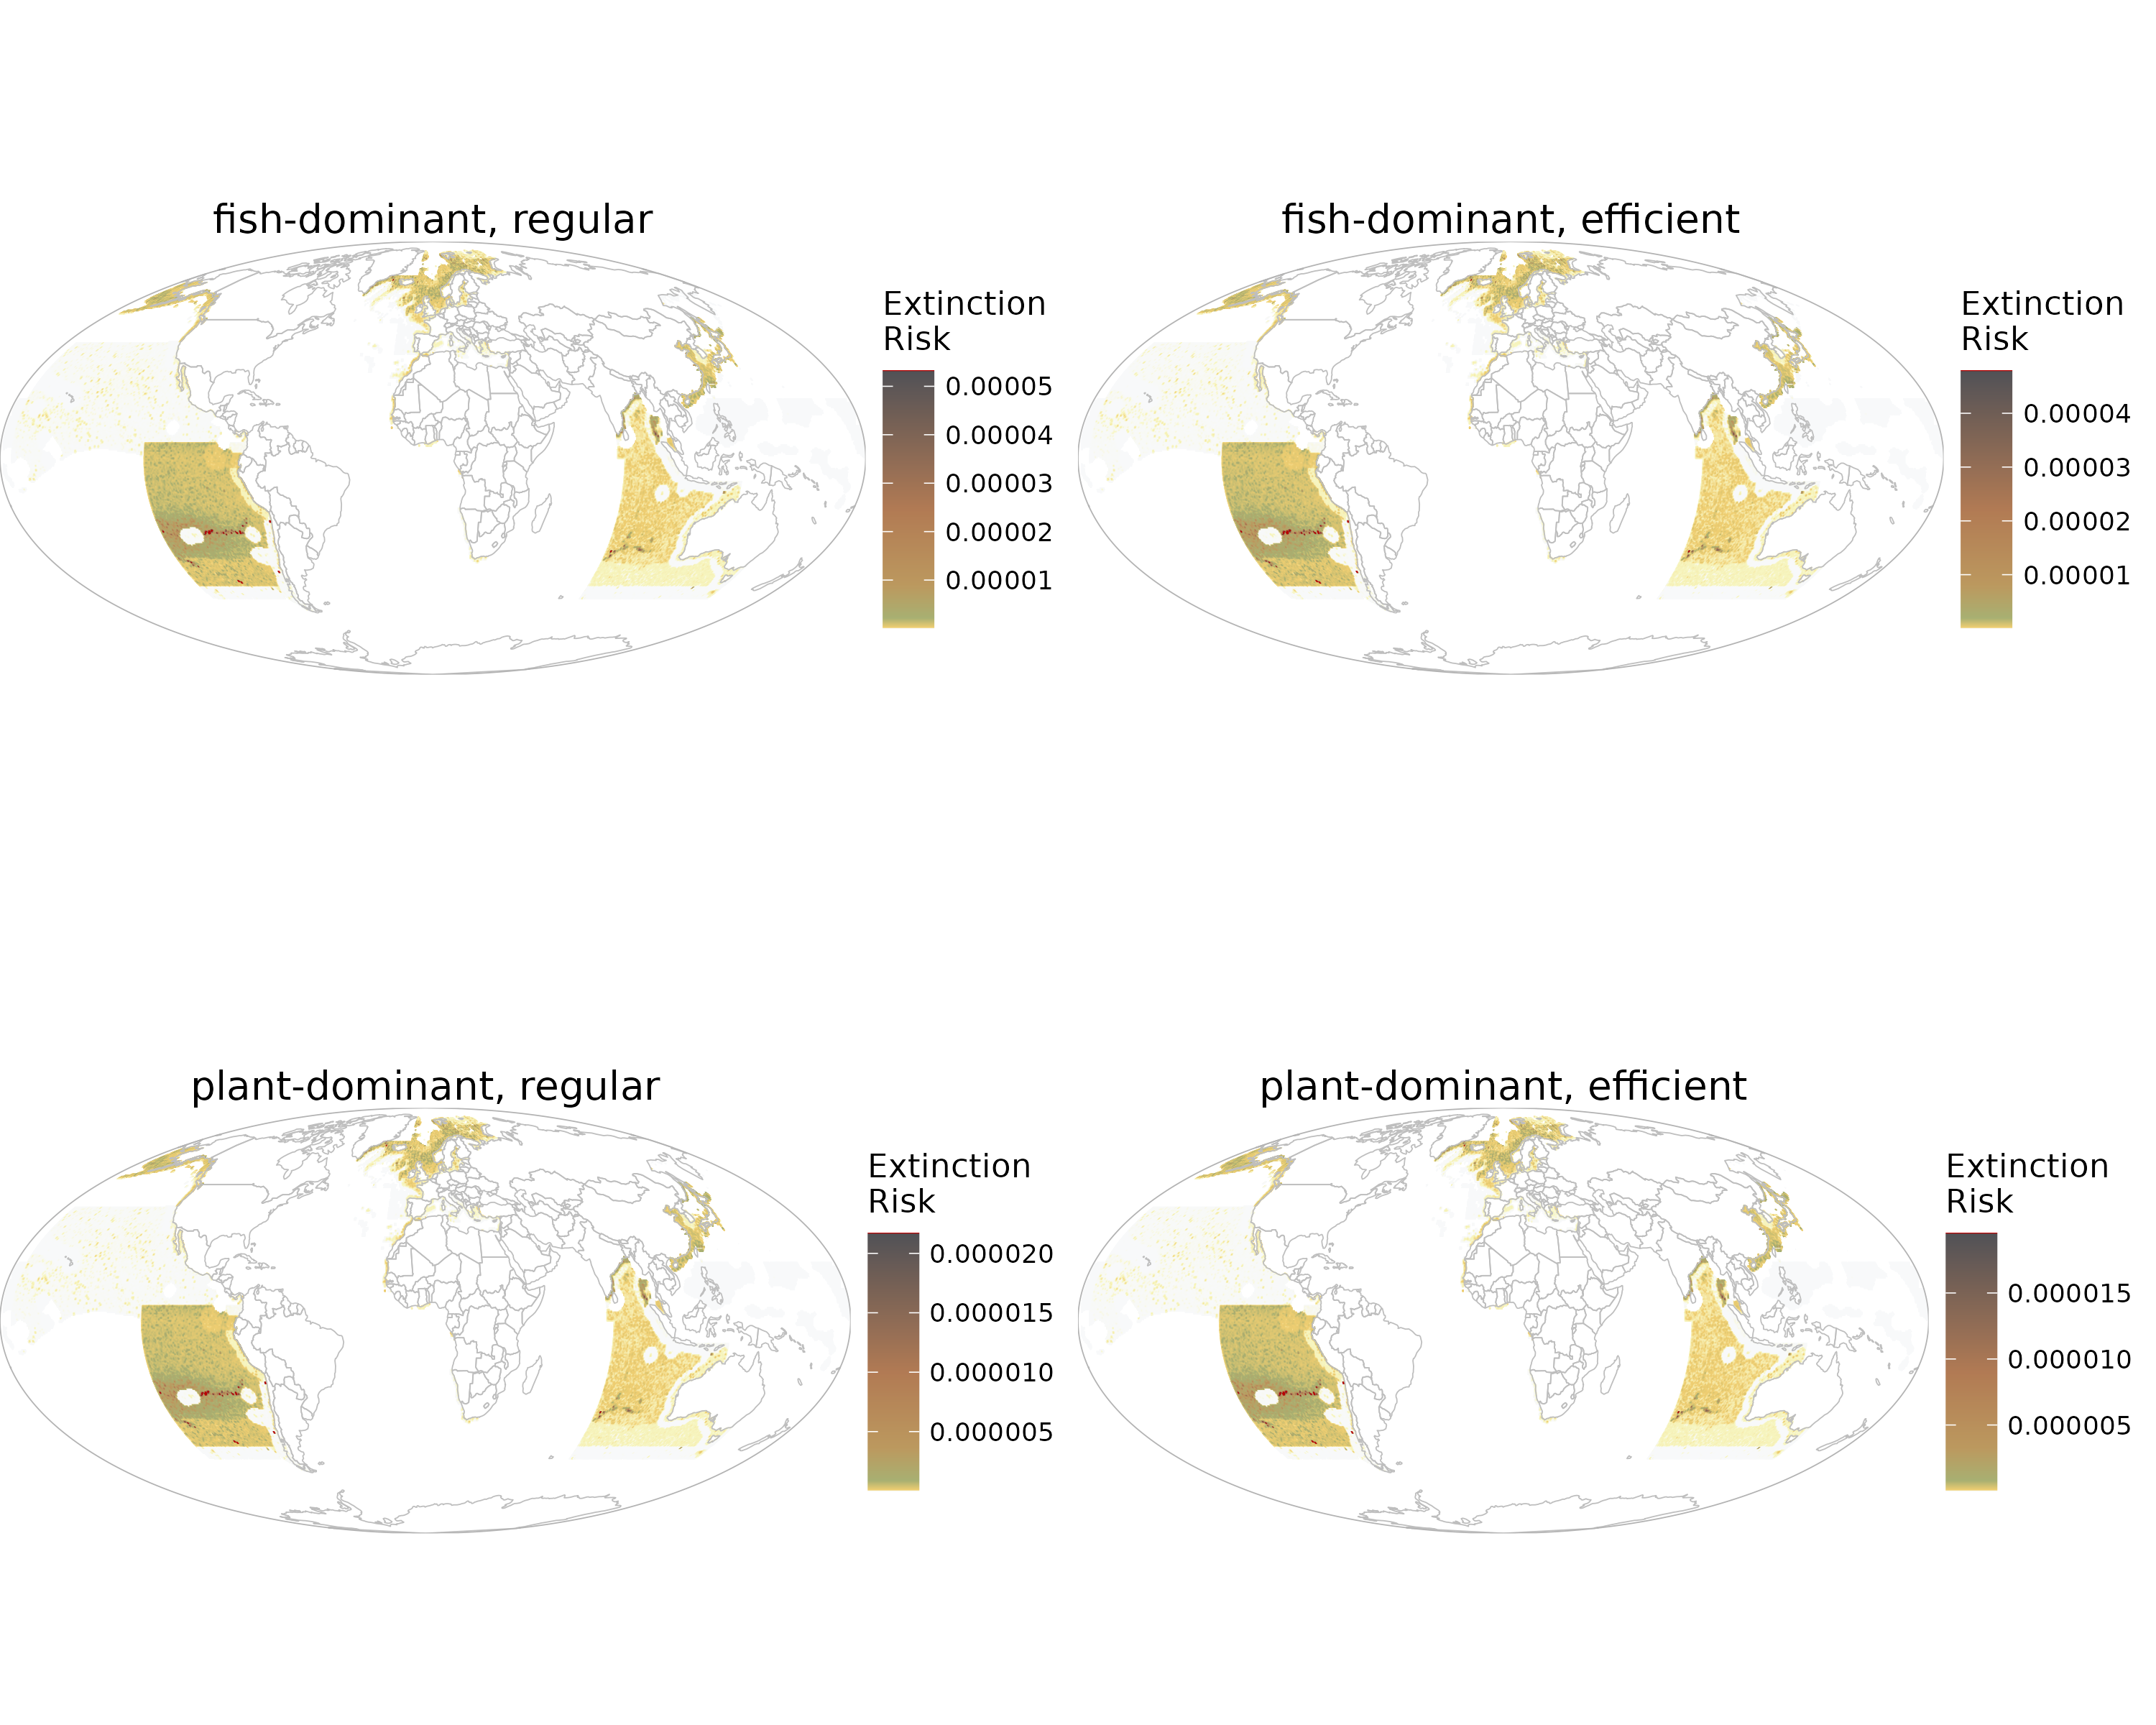 fish-dominant, regular
Extinction
Risk
0.00005
0.00004
0.00003
0.00002
0.00001
fish-dominant, efficient
Extinction
Risk
0.00004
0.00003
0.00002
0.00001
plant-dominant, regular
Extinction
Risk
0.000020
0.000015
0.000010
0.000005
plant-dominant, efficient
Extinction
Risk
0.000015
0.000010
0.000005